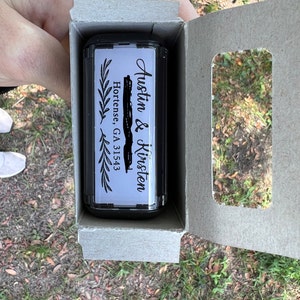 Austin & Kirsten
Hortense, GA 31543